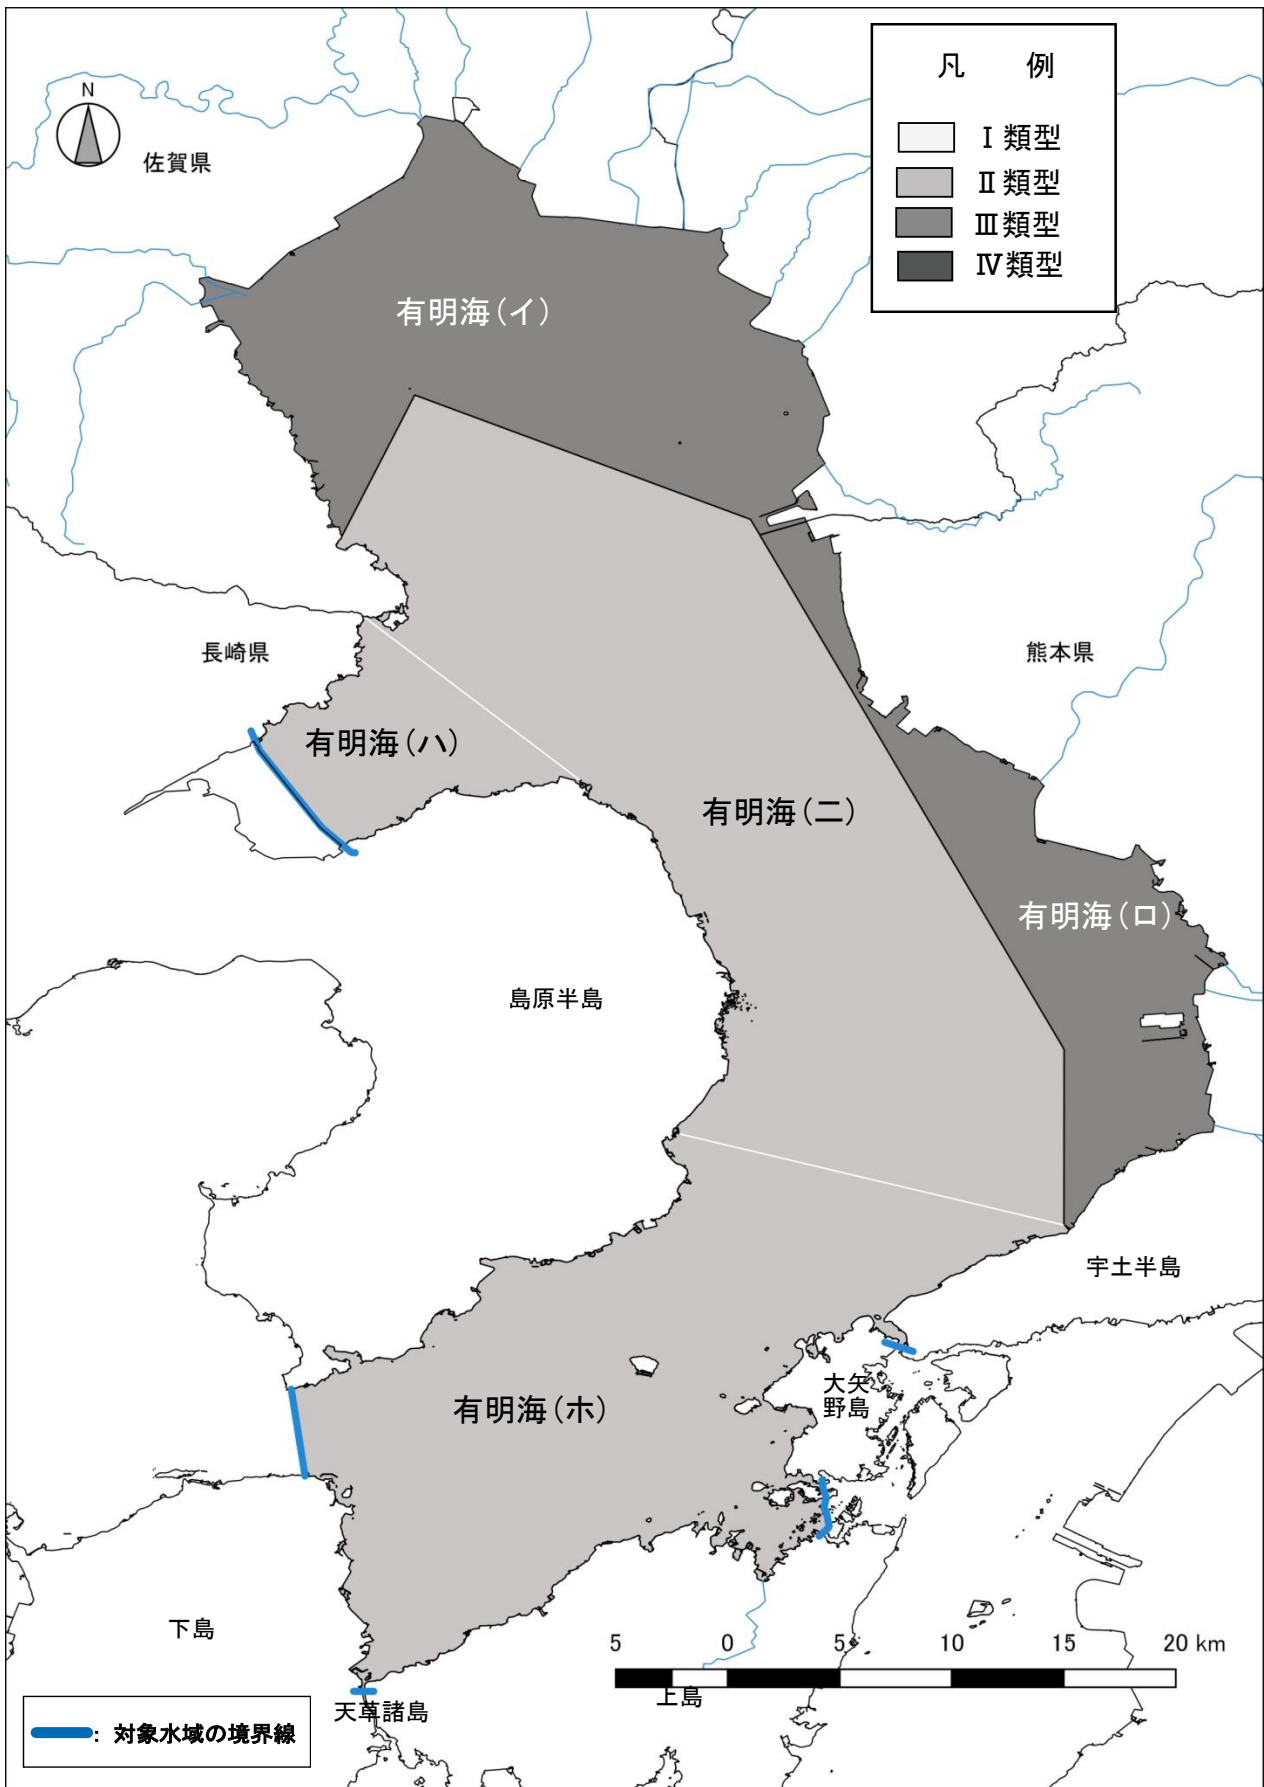 凡 例
Ⅰ類型
Ⅱ類型
Ⅲ類型
Ⅳ類型
N
佐賀県
有明海(イ)
長崎県
熊本県
有明海(ハ)
有明海(ニ)
有明海(ロ)
島原半島
宇土半島
大矢
野島
有明海(ホ)
下島
5 0 5 10 15 20 km
上島
天草諸島
: 対象水域の境界線